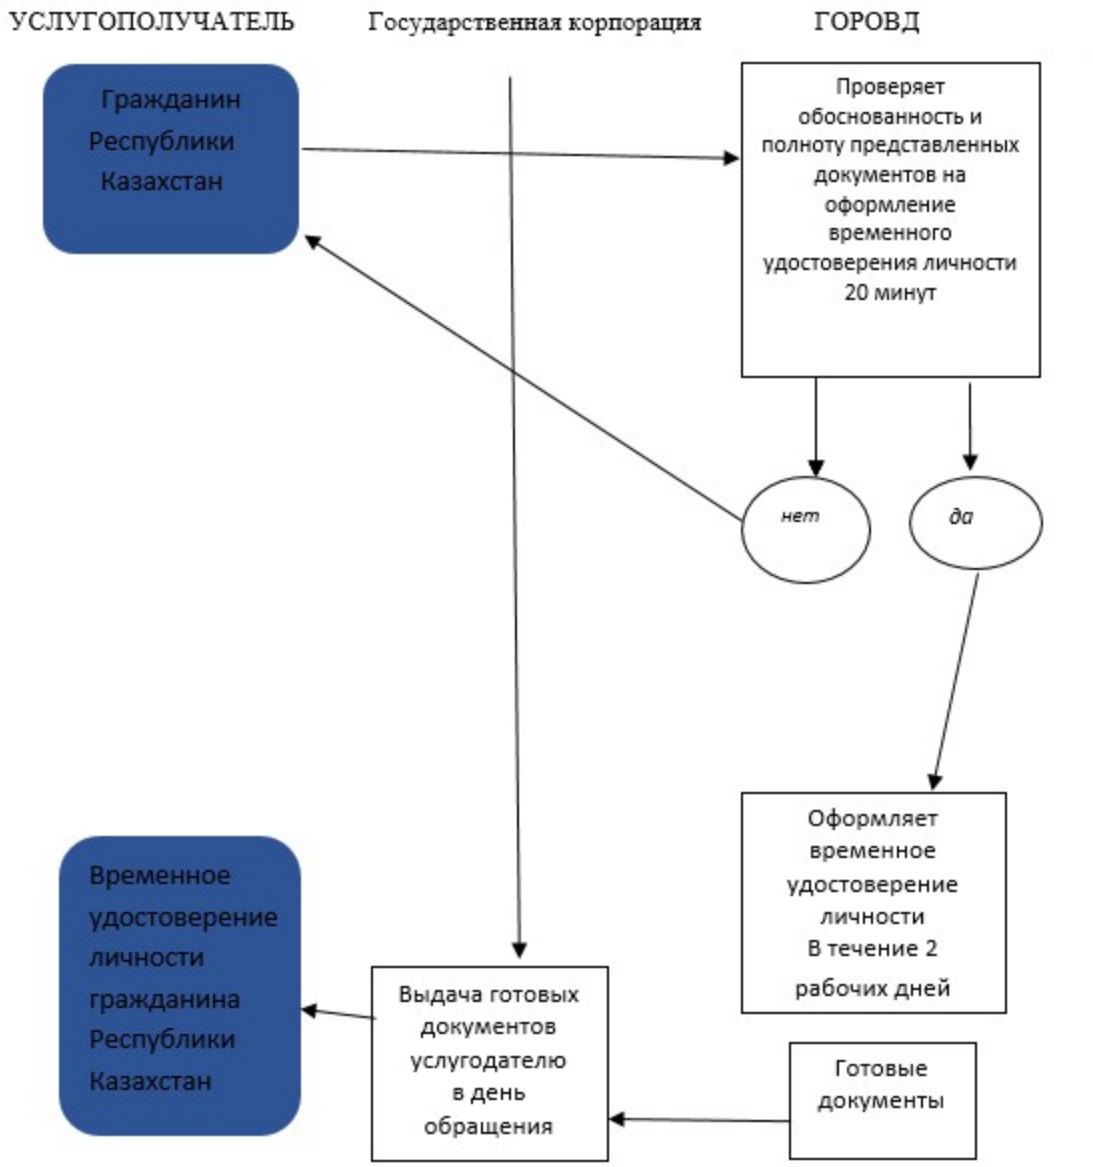 УСЛУГОПОЛУЧАТЕЛЬ
Государственная корпорация
ГОРОВД
Гражданин
Республики
Казахстан
Проверяет
обоснованность и
полноту представленных
документов на
оформление
временного
удостоверения личности
20 минут
нет
да
Оформляет
временное
удостоверение
личности
В течение 2
рабочих дней
Временное
удостоверение
личности
гражданина
Республики
Казахстан
Выдача готовых
документов
услугодателю
в день
обращения
Готовые
документы